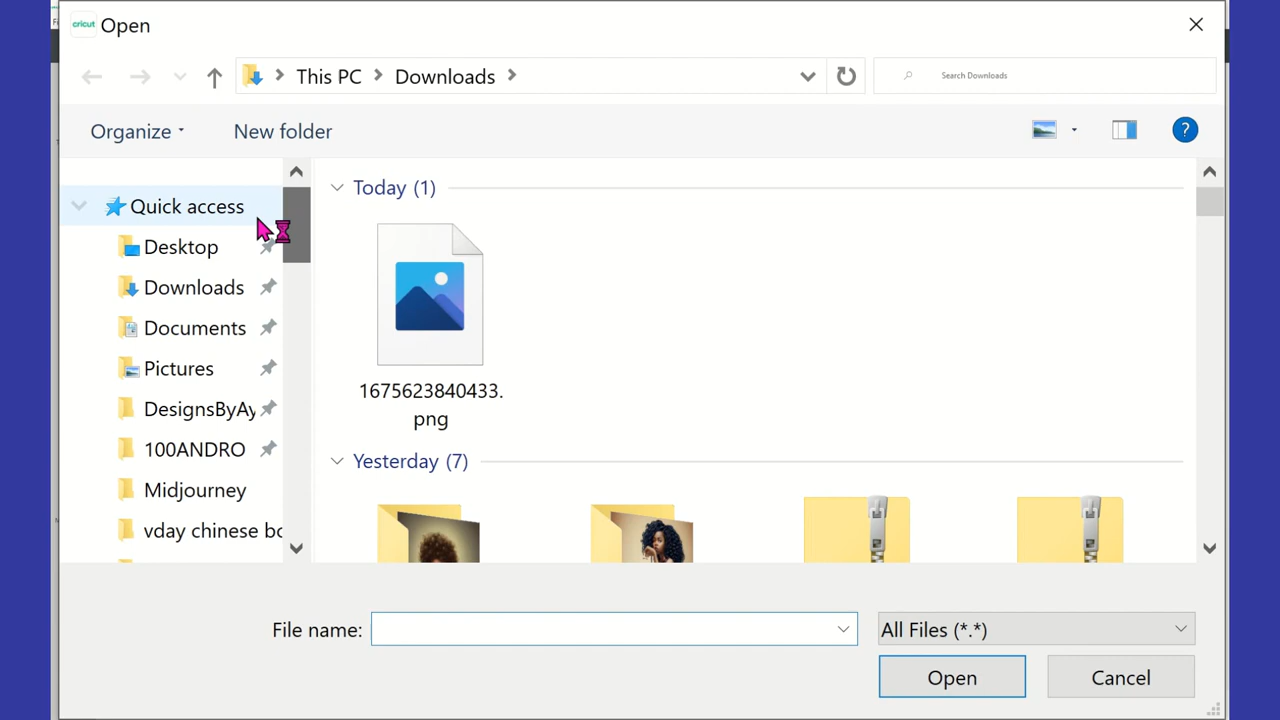 cricut Open
This PC Downloads
Search Downloads
Organize
New folder
?
Quick access
Desktop
Downloads
Documents
Pictures
DesignsByAy
100ANDRO
Midjourney
vday chinese bo
Today (1)
1675623840433.
png
Yesterday (7)
File name:
All Files (*.*)
Open
Cancel